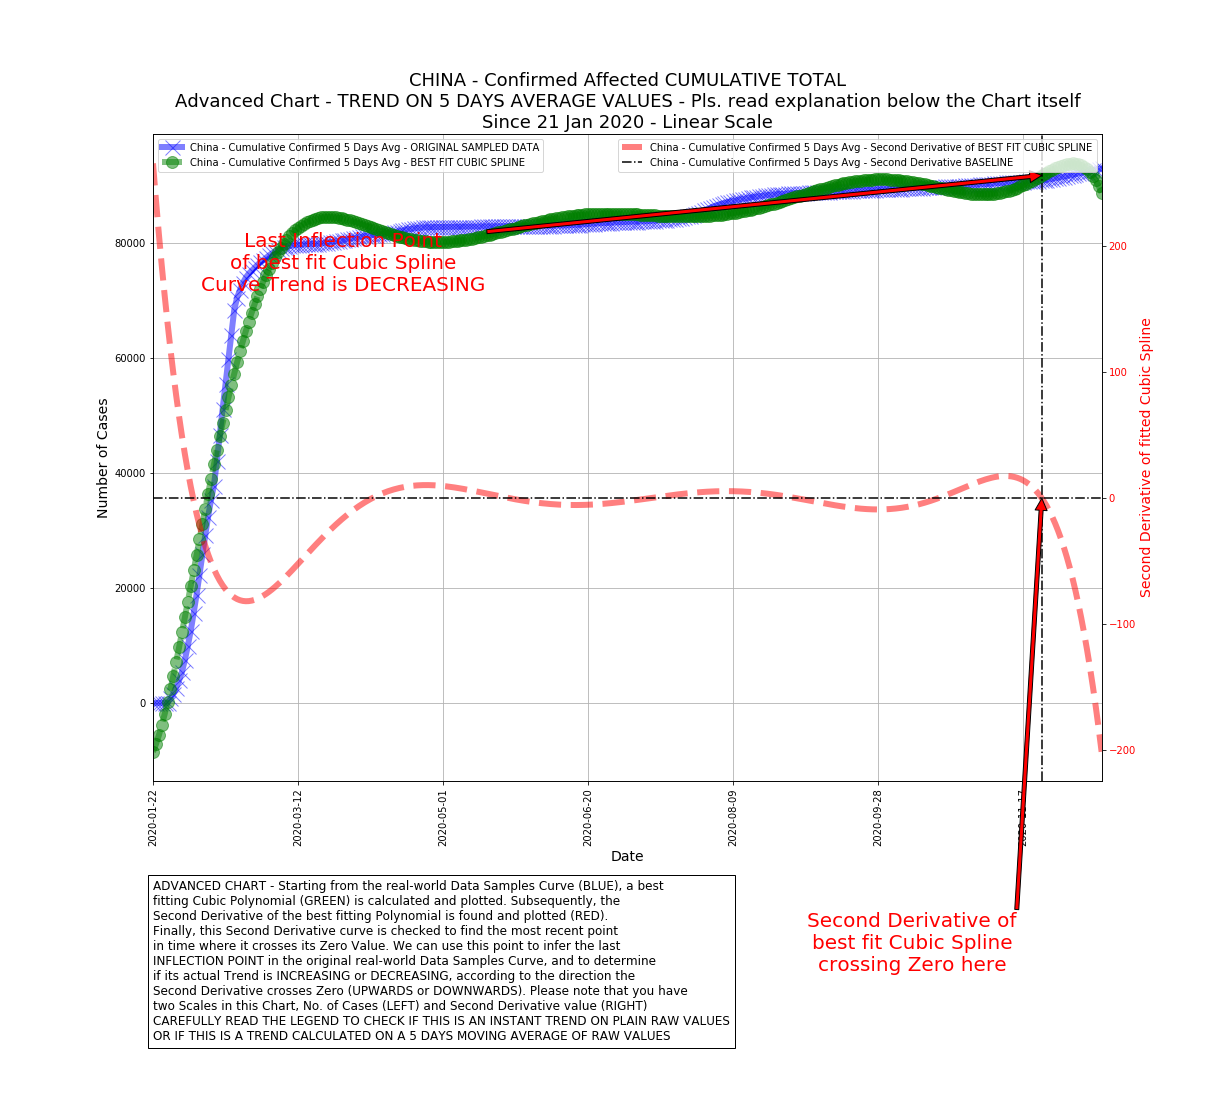 CHINA - Confirmed Affected CUMULATIVE TOTAL
Advanced Chart - TREND ON 5 DAYS AVERAGE VALUES - Pls. read explanation below the Chart itself
Since 21 Jan 2020 - Linear Scale
China - Cumulative Confirmed 5 Days Avg - ORIGINAL SAMPLED DATA
China - Cumulative Confirmed 5 Days Avg - BEST FIT CUBIC SPLINE
China - Cumulative Confirmed 5 Days Avg - Second Derivative of BEST FIT CUBIC SPLINE
China - Cumulative Confirmed 5 Days Avg - Second Derivative BASELINE
Last Inflection Point
of best fit Cubic Spline
Curve Trend is DECREASING
Number of Cases
80000
60000
40000
20000
0
Second Derivative of fitted Cubic Spline
200
100
0
−100
−200
2020-01-22
2020-03-12
2020-05-01
2020-06-20
2020-08-09
2020-09-28
2020-11-17
Date
Second Derivative of
best fit Cubic Spline
crossing Zero here
ADVANCED CHART - Starting from the real-world Data Samples Curve (BLUE), a best
fitting Cubic Polynomial (GREEN) is calculated and plotted. Subsequently, the
Second Derivative of the best fitting Polynomial is found and plotted (RED).
Finally, this Second Derivative curve is checked to find the most recent point
in time where it crosses its Zero Value. We can use this point to infer the last
INFLECTION POINT in the original real-world Data Samples Curve, and to determine
if its actual Trend is INCREASING or DECREASING, according to the direction the
Second Derivative crosses Zero (UPWARDS or DOWNWARDS). Please note that you have
two Scales in this Chart, No. of Cases (LEFT) and Second Derivative value (RIGHT)
CAREFULLY READ THE LEGEND TO CHECK IF THIS IS AN INSTANT TREND ON PLAIN RAW VALUES
OR IF THIS IS A TREND CALCULATED ON A 5 DAYS MOVING AVERAGE OF RAW VALUES